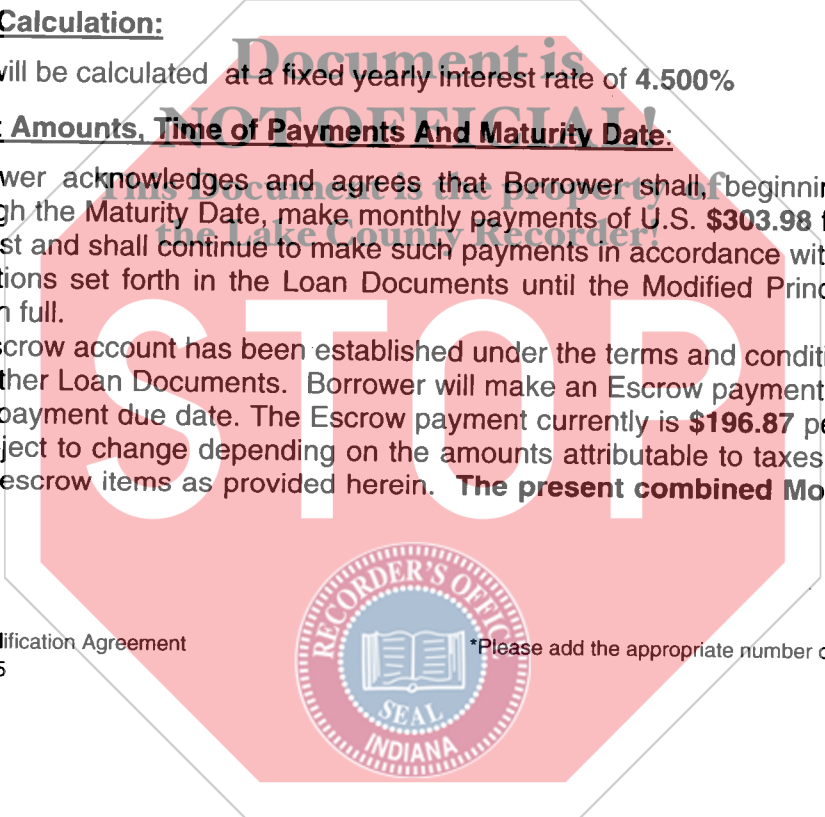 Calculation:
will be calculated at a fixed yearly interest rate of 4.500%
Amounts, Time of Payments And Maturity Date:
wer acknowledges and agrees that Borrower shall, beginnin
gh the Maturity Date, make monthly payments of U.S. $303.98 f
st and shall continue to make such payments in accordance wit
tions set forth in the Loan Documents until the Modified Princ
n full.
scrow account has been established under the terms and conditi
ther Loan Documents. Borrower will make an Escrow payment
payment due date. The Escrow payment currently is $196.87 pe
ject to change depending on the amounts attributable to taxes
escrow items as provided herein. The present combined Mo
lification Agreement
*Please add the appropriate number o
5
Document is
NOT OFFICIAL!
This Document is the property of
the Lake County Recorder!
STOP
RECORDER'S OFFICE
SEAL
INDIANA